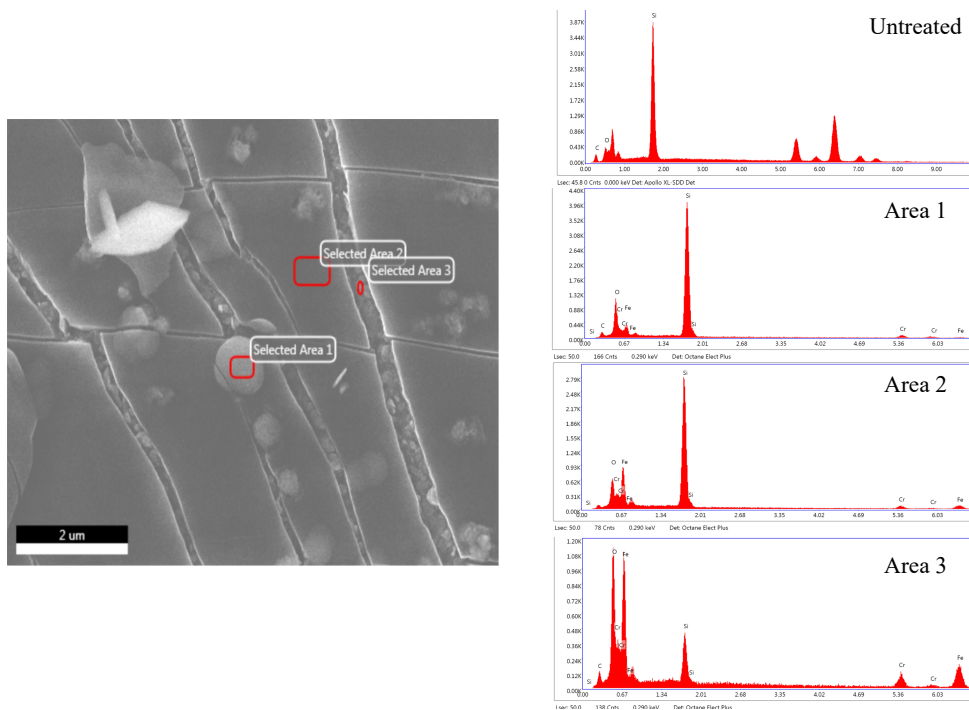 Selected Area 2
Selected Area 3
Selected Area 1
2 um
Untreated
3.87K
3.44K
3.01K
2.58K
2.15K
1.72K
1.29K
0.86K
0.43K
0.00K
Si
O
C
0.00 1.00 2.00 3.00 4.00 5.00 6.00 7.00 8.00 9.00
Lsec: 45.8 0 Cnts 0.000 keV Det: Apollo XL-SDD Det
Area 1
4.40K
3.96K
3.52K
3.08K
2.64K
2.20K
1.76K
1.32K
0.88K
0.44K
0.00K
Si
O
Cr Fe
Si C Cr Fe Si Cr Cr Fe
0.00 0.67 1.34 2.01 2.68 3.35 4.02 4.69 5.36 6.03
Lsec: 50.0 166 Cnts 0.290 keV Det: Octane Elect Plus
Area 2
2.79K
2.48K
2.17K
1.86K
1.55K
1.24K
0.93K
0.62K
0.31K
0.00K
Si
O Fe
Cr
Si Fe Si Cr Cr Fe
0.00 0.67 1.34 2.01 2.68 3.35 4.02 4.69 5.36 6.03
Lsec: 50.0 78 Cnts 0.290 keV Det: Octane Elect Plus
Area 3
1.20K
1.08K
0.96K
0.84K
0.72K
0.60K
0.48K
0.36K
0.24K
0.12K
0.00K
O Fe
Cr Si Fe
Si C Fe Si Cr Cr
0.00 0.67 1.34 2.01 2.68 3.35 4.02 4.69 5.36 6.03
Lsec: 50.0 138 Cnts 0.290 keV Det: Octane Elect Plus